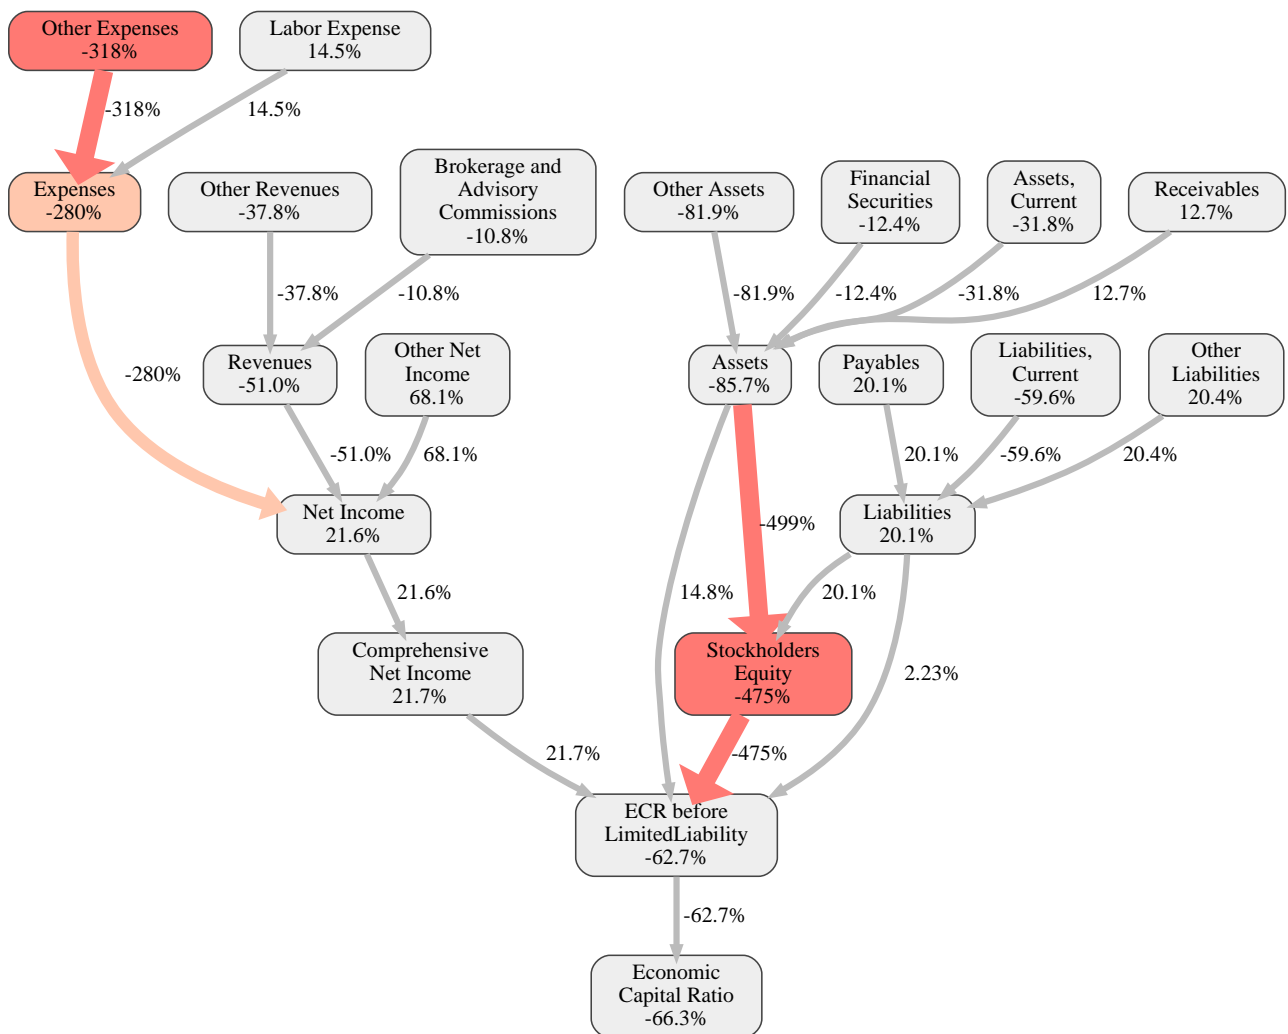 Other Expenses
-318%
Labor Expense
14.5%
-318%
14.5%
Expenses
-280%
Other Revenues
-37.8%
Brokerage and
Advisory
Commissions
-10.8%
Other Assets
-81.9%
Financial
Securities
-12.4%
Assets,
Current
-31.8%
Receivables
12.7%
-37.8%
-10.8%
-81.9%
-12.4%
-31.8%
12.7%
-280%
Revenues
-51.0%
Other Net
Income
68.1%
Assets
-85.7%
Payables
20.1%
Liabilities,
Current
-59.6%
Other
Liabilities
20.4%
-51.0%
68.1%
20.1%
-59.6%
20.4%
Net Income
21.6%
-499%
Liabilities
20.1%
21.6%
14.8%
20.1%
Comprehensive
Net Income
21.7%
Stockholders
Equity
-475%
2.23%
21.7%
-475%
ECR before
LimitedLiability
-62.7%
-62.7%
Economic
Capital Ratio
-66.3%